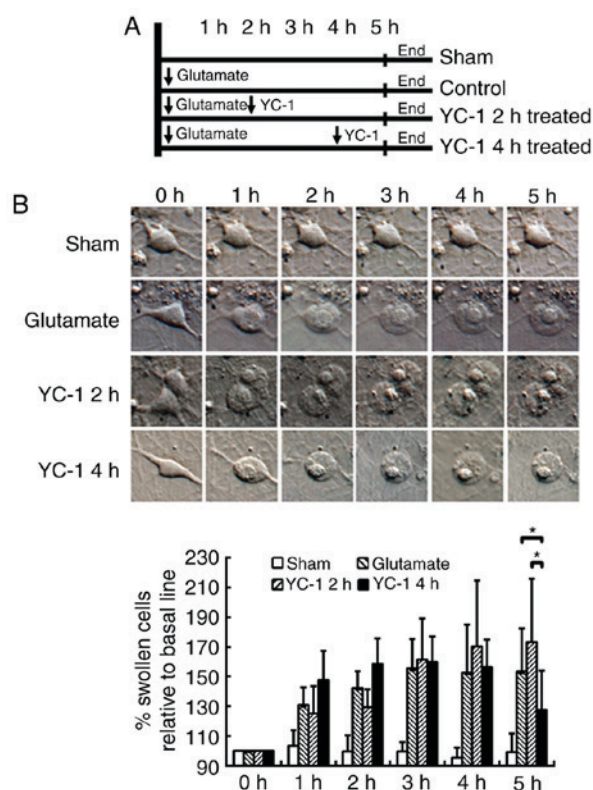 A
1 h 2 h 3 h 4 h 5 h
End Sham
Glutamate
End Control
Glutamate YC-1
End YC-1 2 h treated
Glutamate YC-1
End YC-1 4 h treated
B
0 h 1 h 2 h 3 h 4 h 5 h
Sham
Glutamate
YC-1 2 h
YC-1 4 h
% swollen cells
relative to basal line
230
210
190
170
150
130
110
90
Sham Glutamate
YC-1 2 h YC-1 4 h
* 
*
0 h 1 h 2 h 3 h 4 h 5 h